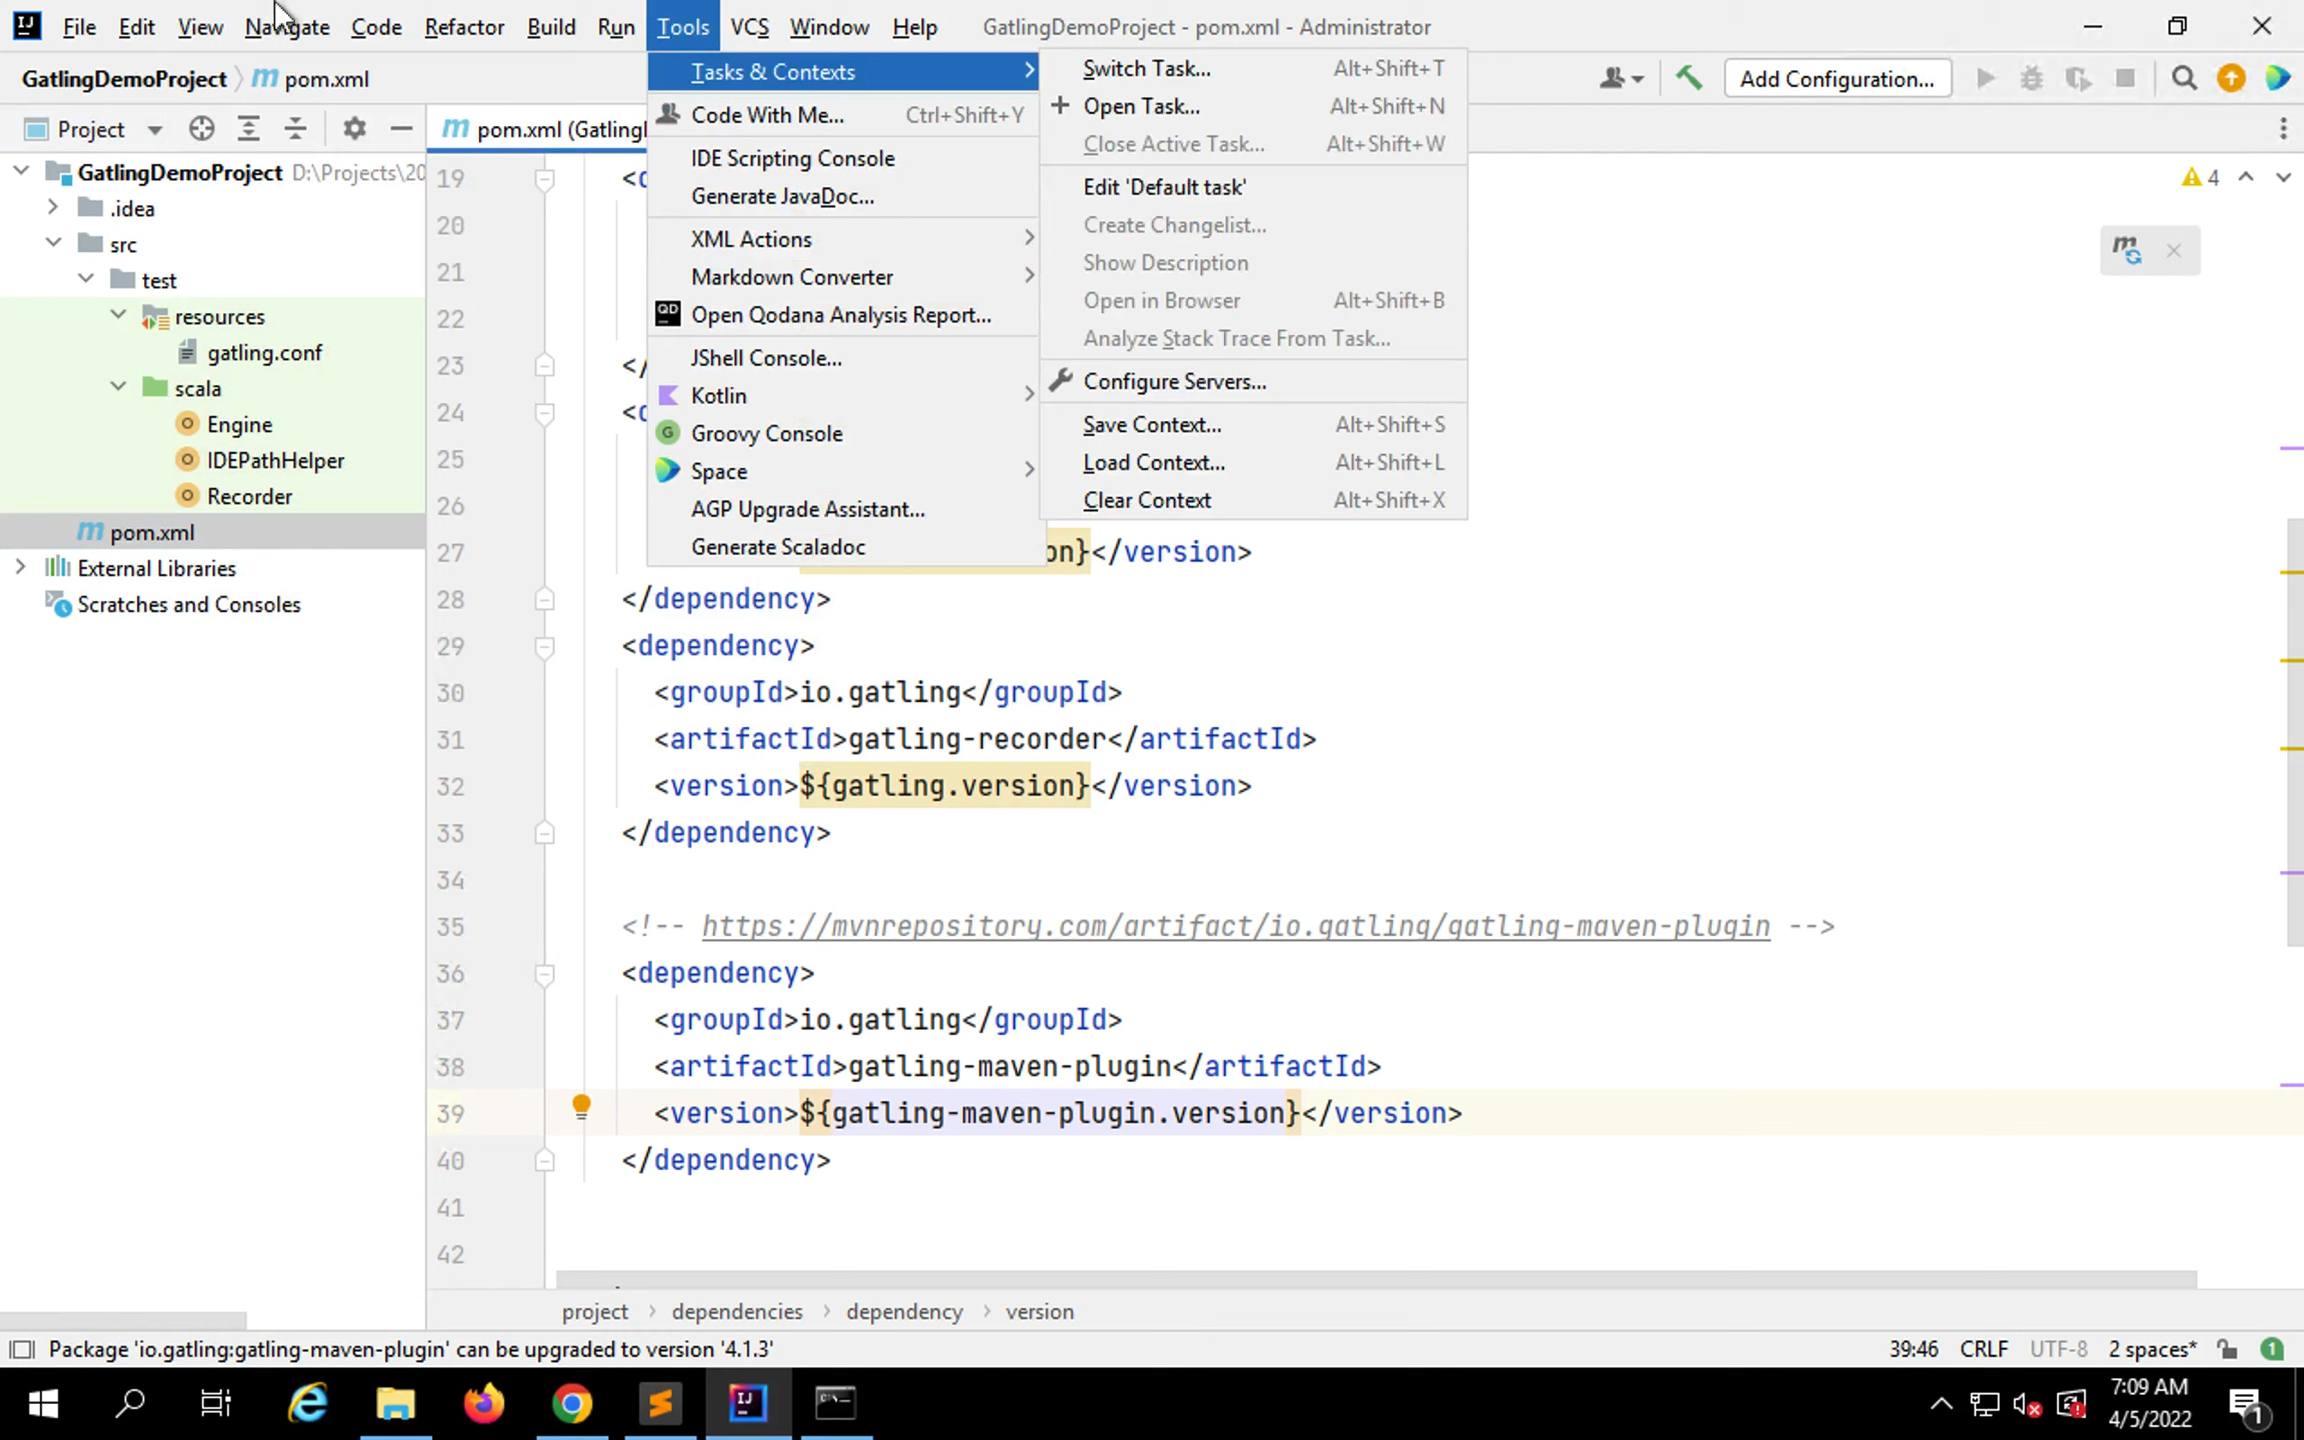 File Edit View Navigate Code Refactor Build Run Tools VCS Window Help GatlingDemoProject - pom.xml - Administrator
GatlingDemoProject pom.xml
Add Configuration...
Project
pom.xml (Gatling
GatlingDemoProject D:\Projects\20
.idea
src
test
resources
gatling.conf
scala
Engine
IDEPathHelper
Recorder
pom.xml
External Libraries
Scratches and Consoles
Tasks & Contexts
Code With Me... Ctrl+Shift+Y
IDE Scripting Console
Generate JavaDoc...
XML Actions
Markdown Converter
QD Open Qodana Analysis Report...
JShell Console...
Kotlin
G Groovy Console
Space
AGP Upgrade Assistant...
Generate Scaladoc
Switch Task... Alt+Shift+T
Open Task... Alt+Shift+N
Close Active Task... Alt+Shift+W
Edit 'Default task'
Create Changelist...
Show Description
Open in Browser Alt+Shift+B
Analyze Stack Trace From Task...
Configure Servers...
Save Context... Alt+Shift+S
Load Context... Alt+Shift+L
Clear Context Alt+Shift+X
4
19 <
20
21
22
23 </
24 <
25
26
27 on}</version>
28 </dependency>
29 <dependency>
30 <groupId>io.gatling</groupId>
31 <artifactId>gatling-recorder</artifactId>
32 <version>${gatling.version}</version>
33 </dependency>
34
35 <!-- https://mvnrepository.com/artifact/io.gatling/gatling-maven-plugin -->
36 <dependency>
37 <groupId>io.gatling</groupId>
38 <artifactId>gatling-maven-plugin</artifactId>
39 <version>${gatling-maven-plugin.version}</version>
40 </dependency>
41
42
project dependencies dependency version
Package 'io.gatling:gatling-maven-plugin' can be upgraded to version '4.1.3' 39:46 CRLF UTF-8 2 spaces* 1
7:09 AM
4/5/2022
1